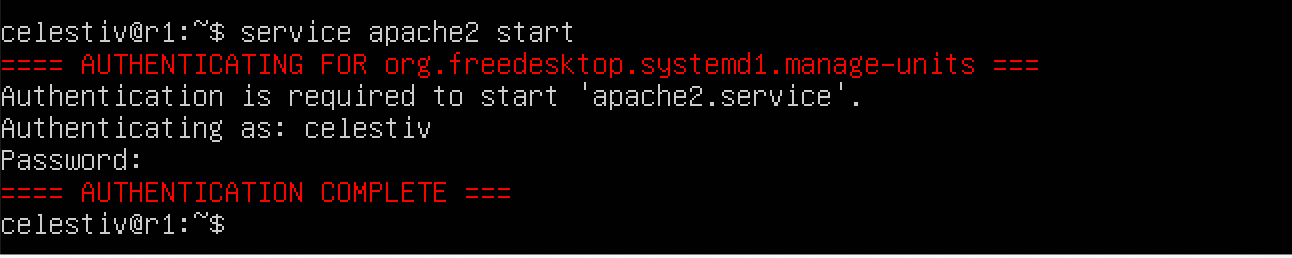 celestiv@r1:~$ service apache2 start
==== AUTHENTICATING FOR org.freedesktop.systemd1.manage-units ===
Authentication is required to start 'apache2.service'.
Authenticating as: celestiv
Password:
==== AUTHENTICATION COMPLETE ===
celestiv@r1:~$